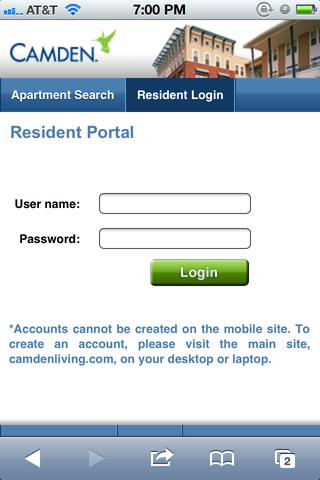 AT&T 7:00 PM
CAMDEN
Apartment Search Resident Login
Resident Portal
User name:
Password:
Login
*Accounts cannot be created on the mobile site. To
create an account, please visit the main site,
camdenliving.com, on your desktop or laptop.
2